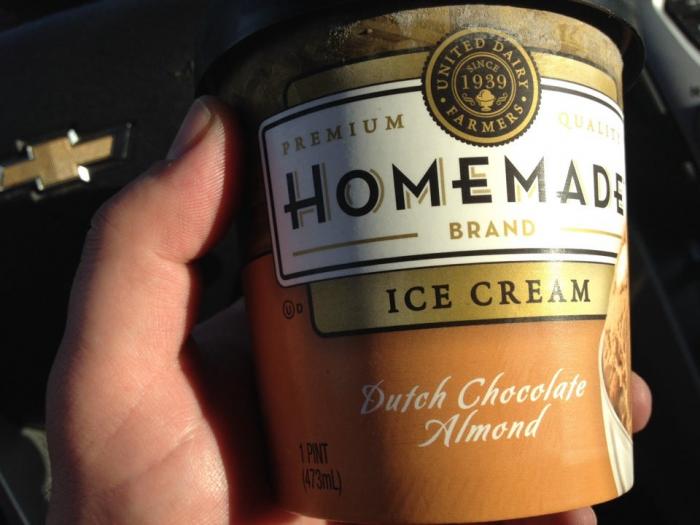 UNITED DAIRY
SINCE
1939
FARMERS
PREMIUM QUALITY
HOMEMADE
BRAND
ICE CREAM
U D
Dutch Chocolate
Almond
1 PINT
(473mL)